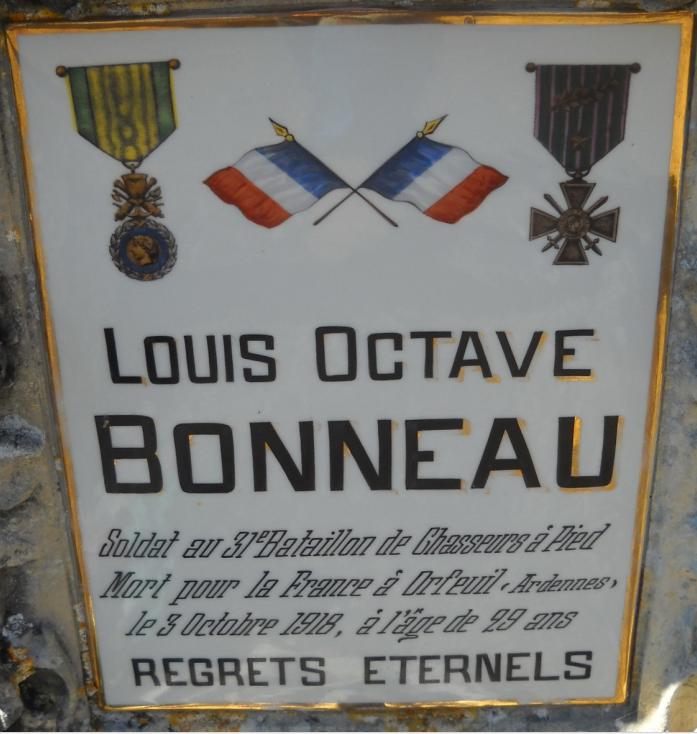 LOUIS OCTAVE
BONNEAU
Soldat au 31e Bataillon de Chasseurs à Pied
Mort pour la France à Orfeuil (Ardennes)
le 3 Octobre 1918, à l'âge de 29 ans
REGRETS ETERNELS